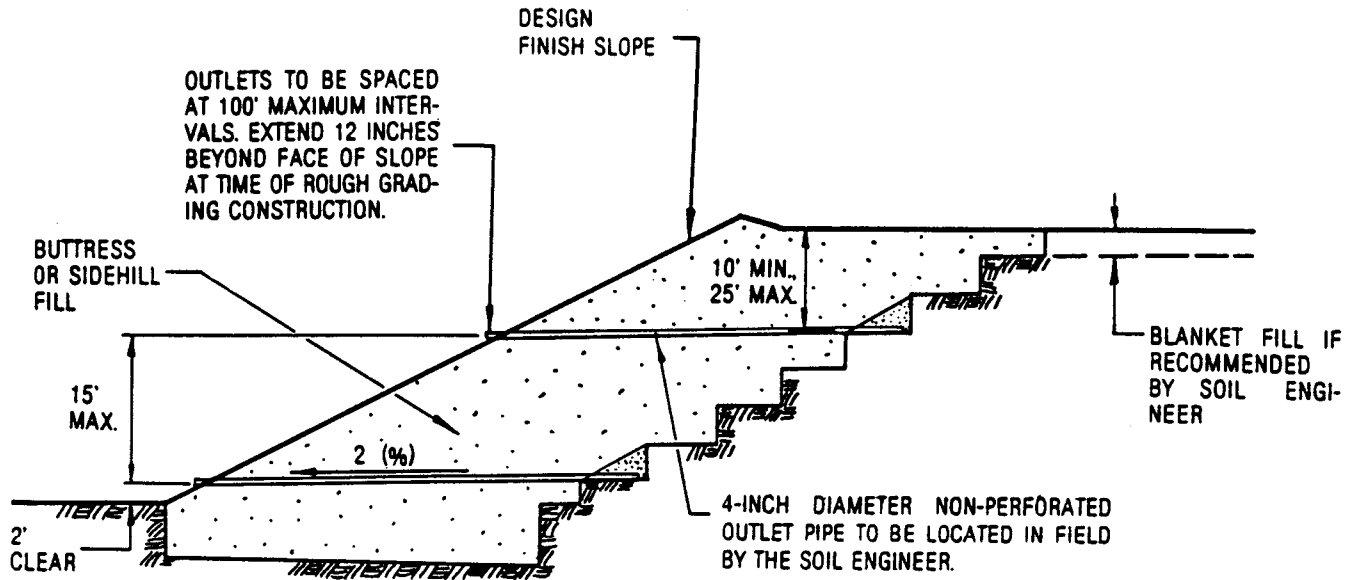 DESIGN
FINISH SLOPE
OUTLETS TO BE SPACED
AT 100' MAXIMUM INTER-
VALS. EXTEND 12 INCHES
BEYOND FACE OF SLOPE
AT TIME OF ROUGH GRAD-
ING CONSTRUCTION.
BUTTRESS
OR SIDEHILL
FILL
10' MIN.,
25' MAX.
BLANKET FILL IF
RECOMMENDED
BY SOIL ENGI-
NEER
15'
MAX.
2 (%)
4-INCH DIAMETER NON-PERFORATED
OUTLET PIPE TO BE LOCATED IN FIELD
BY THE SOIL ENGINEER.
2'
CLEAR